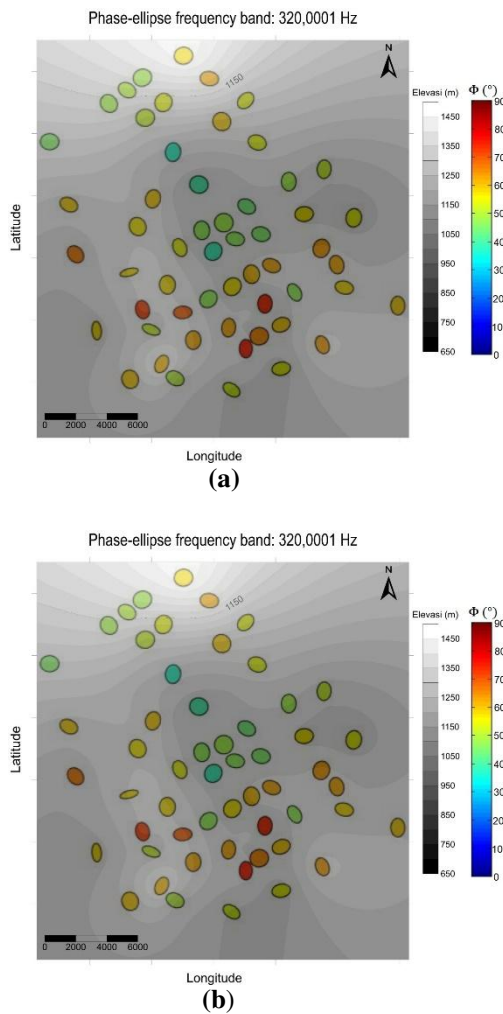 Phase-ellipse frequency band: 320,0001 Hz
N
1150
Elevasi (m)
Φ (°)
1450
1350
1250
1150
1050
950
850
750
650
90
80
70
60
50
40
30
20
10
0
Latitude
0 2000 4000 6000
Longitude
(a)
Phase-ellipse frequency band: 320,0001 Hz
N
1150
Elevasi (m)
Φ (°)
1450
1350
1250
1150
1050
950
850
750
650
90
80
70
60
50
40
30
20
10
0
Latitude
0 2000 4000 6000
Longitude
(b)